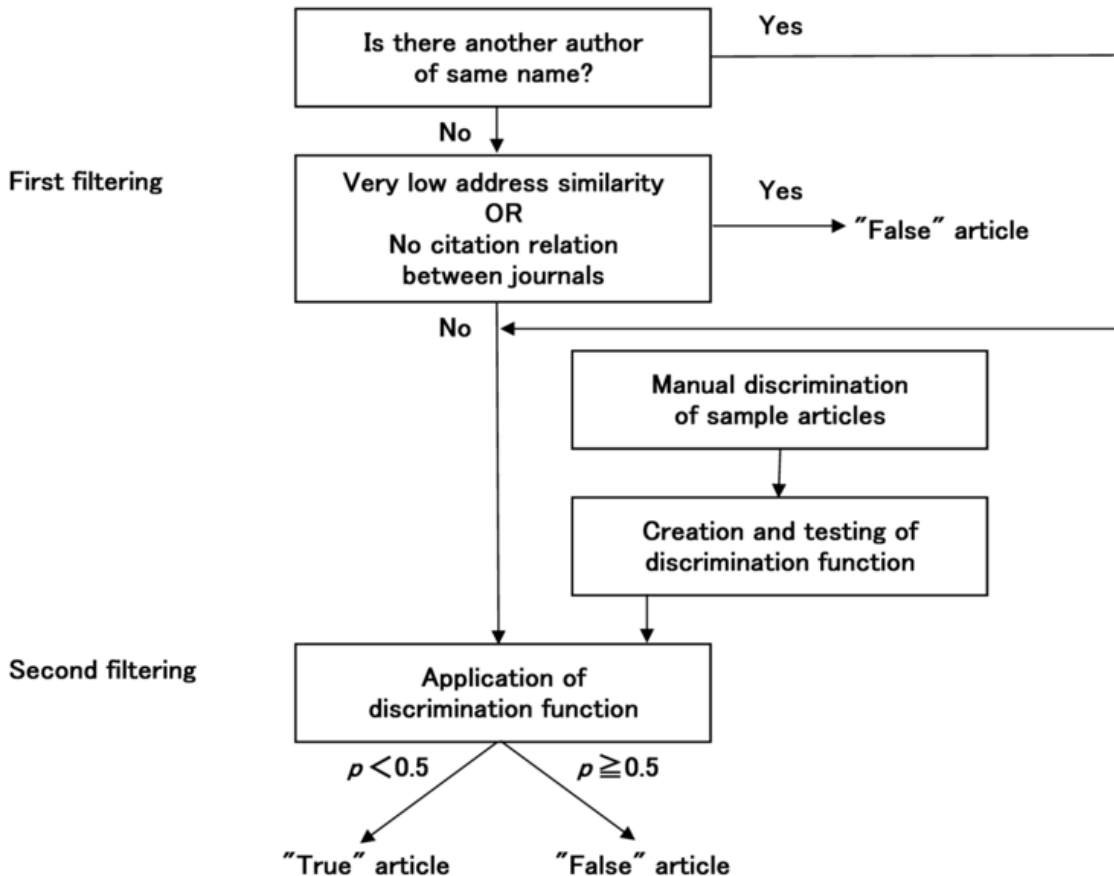 Is there another author
of same name?
Yes
No
First filtering
Very low address similarity
OR
No citation relation
between journals
Yes
"False" article
No
Manual discrimination
of sample articles
Creation and testing of
discrimination function
Second filtering
Application of
discrimination function
p<0.5
p≧0.5
"True" article
"False" article